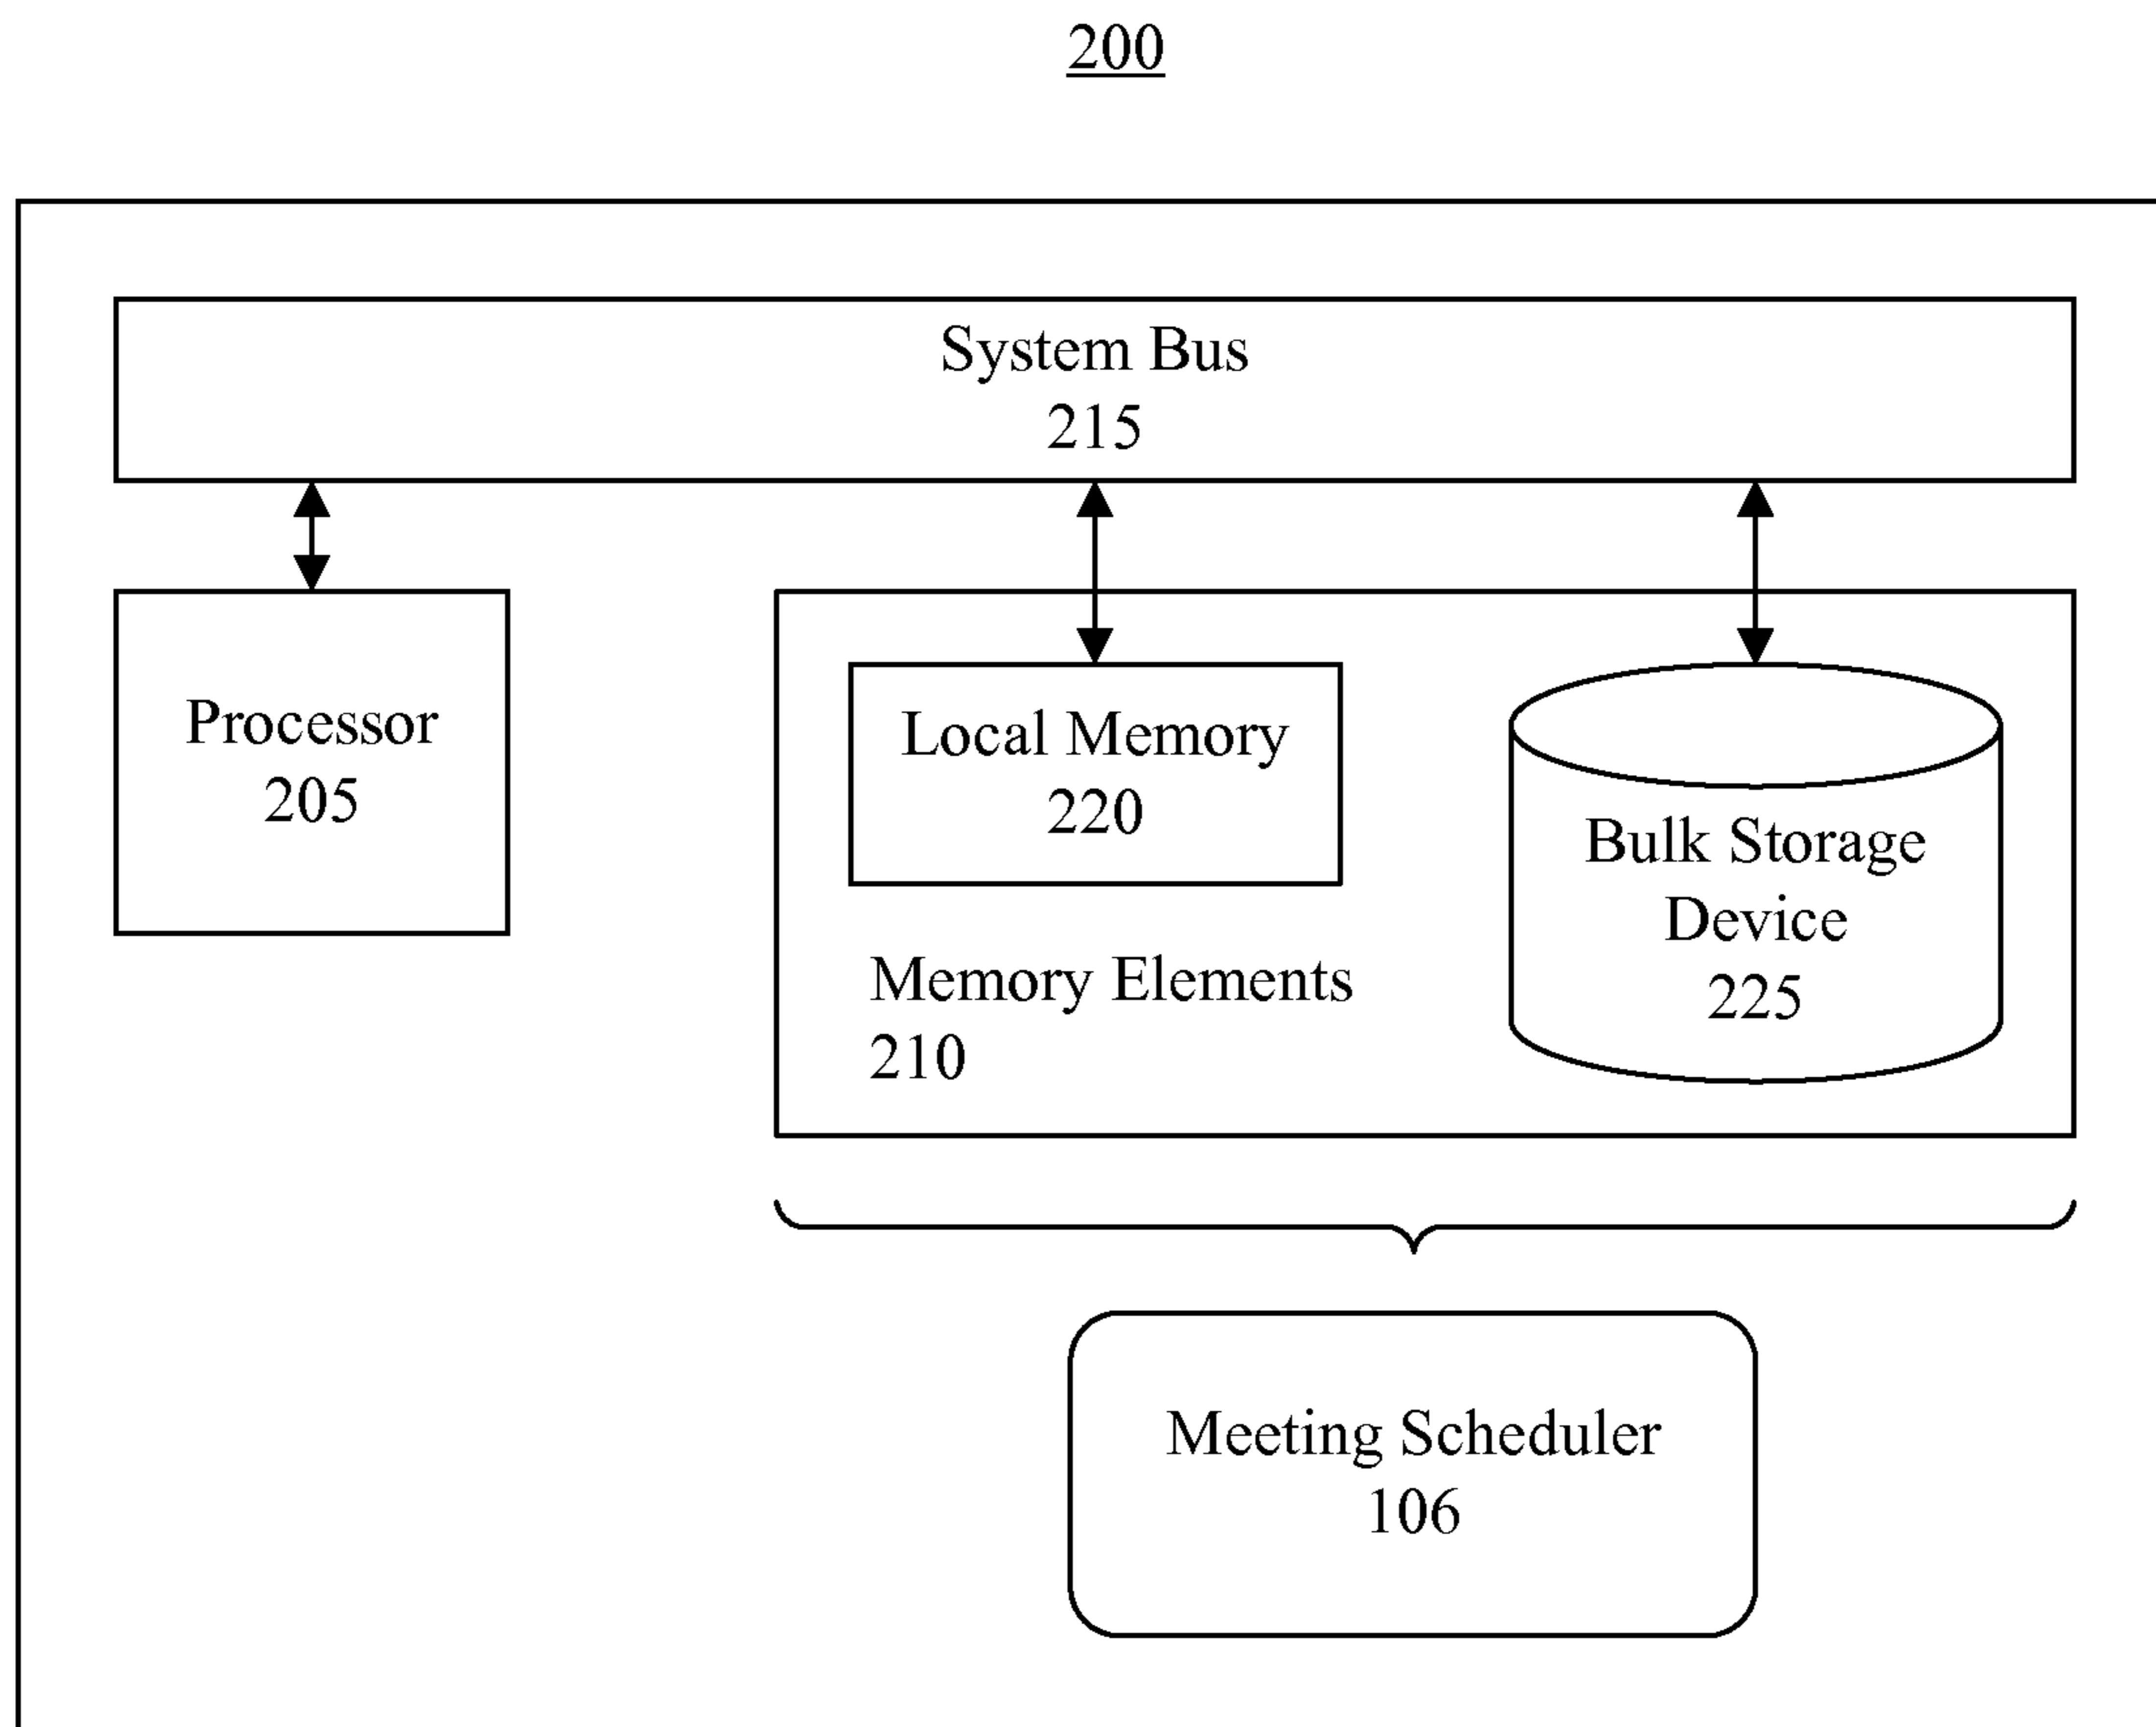 200
System Bus
215
Processor
205
Local Memory
220
Memory Elements
210
Bulk Storage
Device
225
Meeting Scheduler
106